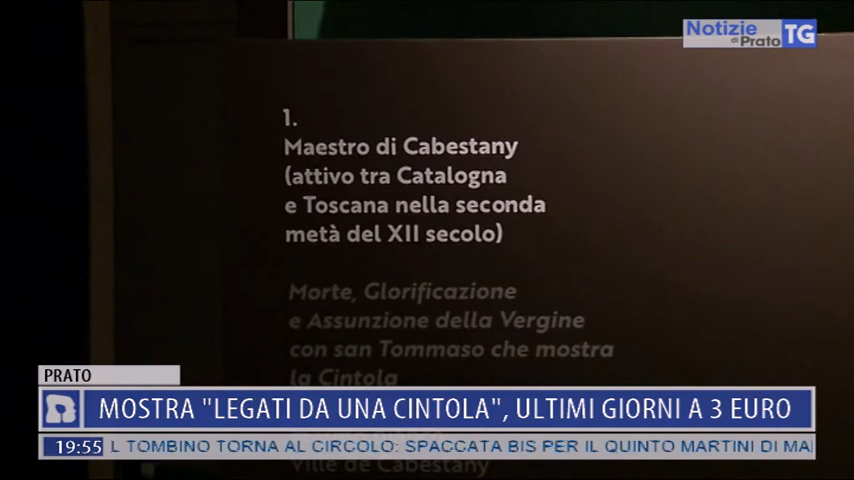 Notizie
di Prato TG
1.
Maestro di Cabestany
(attivo tra Catalogna
e Toscana nella seconda
metà del XII secolo)
Morte, Glorificazione
e Assunzione della Vergine
con san Tommaso che mostra
la Cintola
PRATO
MOSTRA "LEGATI DA UNA CINTOLA", ULTIMI GIORNI A 3 EURO
19:55 L TOMBINO TORNA AL CIRCOLO: SPACCATA BIS PER IL QUINTO MARTINI DI MA
Ville de Cabestany